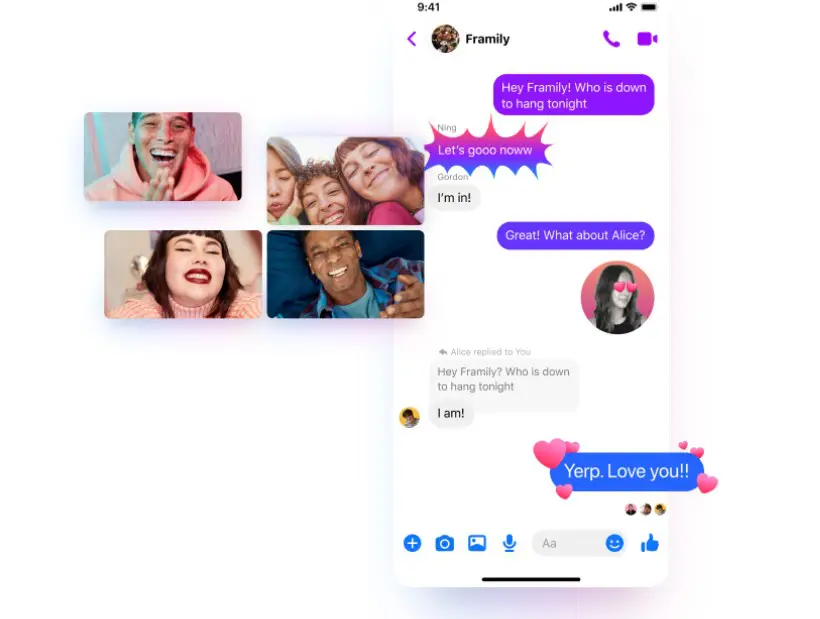 9:41
Framily
Hey Framily! Who is down
to hang tonight
Ning
Let's gooo noww
Gordon
I'm in!
Great! What about Alice?
Alice replied to You
Hey Framily? Who is down
to hang tonight
I am!
Yerp. Love you!!
Aa